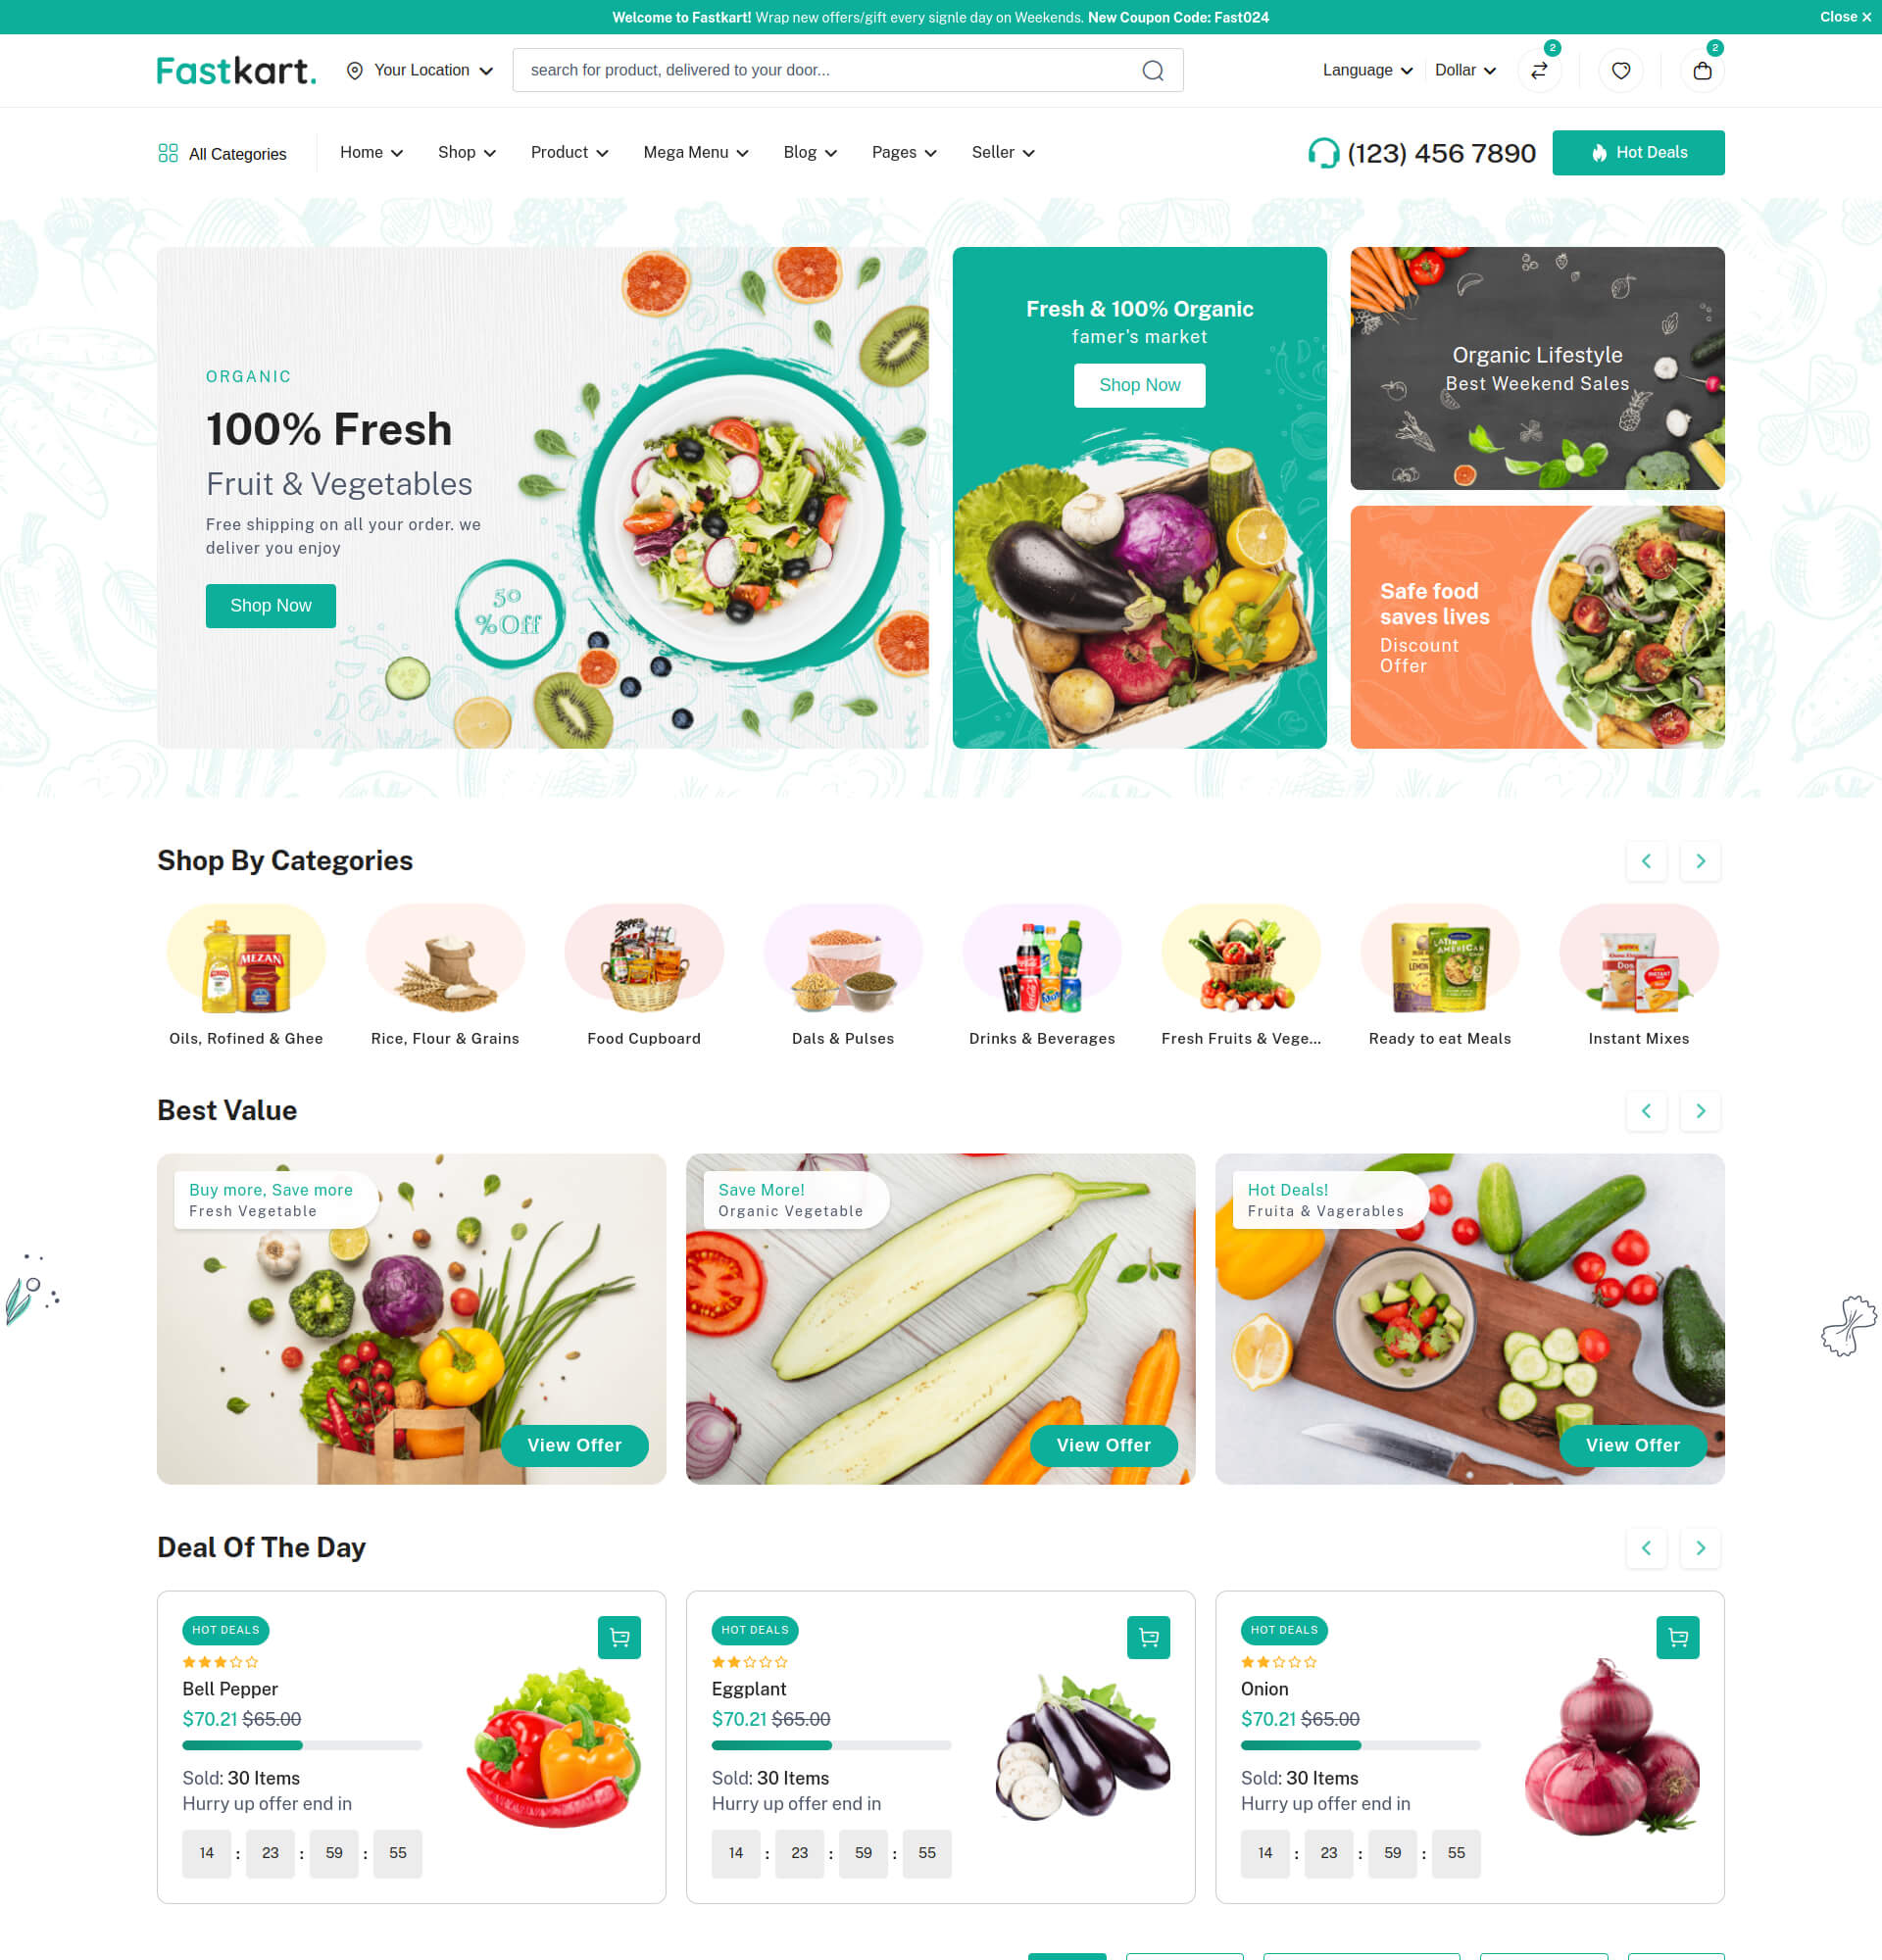 Welcome to Fastkart! Wrap new offers/gift every signle day on Weekends. New Coupon Code: Fast024
Close
Fastkart.
Your Location
search for product, delivered to your door...
Language
Dollar
2
2
All Categories
Home
Shop
Product
Mega Menu
Blog
Pages
Seller
(123) 456 7890
Hot Deals
ORGANIC
100% Fresh
Fruit & Vegetables
Free shipping on all your order. we
deliver you enjoy
Shop Now
50
%Off
Fresh & 100% Organic
famer's market
Shop Now
Organic Lifestyle
Best Weekend Sales
Safe food
saves lives
Discount
Offer
Shop By Categories
MEZAN
LATIN
AMERICAN
LEMON
INSTANT
Oils, Rofined & Ghee
Rice, Flour & Grains
Food Cupboard
Dals & Pulses
Drinks & Beverages
Fresh Fruits & Vege...
Ready to eat Meals
Instant Mixes
Best Value
Buy more, Save more
Fresh Vegetable
View Offer
Save More!
Organic Vegetable
View Offer
Hot Deals!
Fruita & Vagerables
View Offer
Deal Of The Day
HOT DEALS
Bell Pepper
$70.21 $65.00
Sold: 30 Items
Hurry up offer end in
14 : 23 : 59 : 55
HOT DEALS
Eggplant
$70.21 $65.00
Sold: 30 Items
Hurry up offer end in
14 : 23 : 59 : 55
HOT DEALS
Onion
$70.21 $65.00
Sold: 30 Items
Hurry up offer end in
14 : 23 : 59 : 55